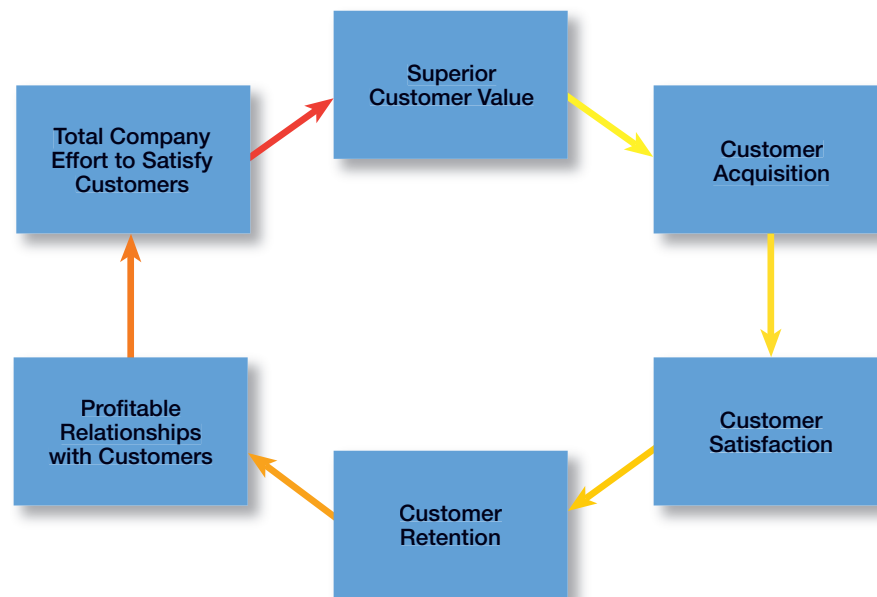 Superior
Customer Value
Customer
Acquisition
Customer
Satisfaction
Customer
Retention
Profitable
Relationships
with Customers
Total Company
Effort to Satisfy
Customers